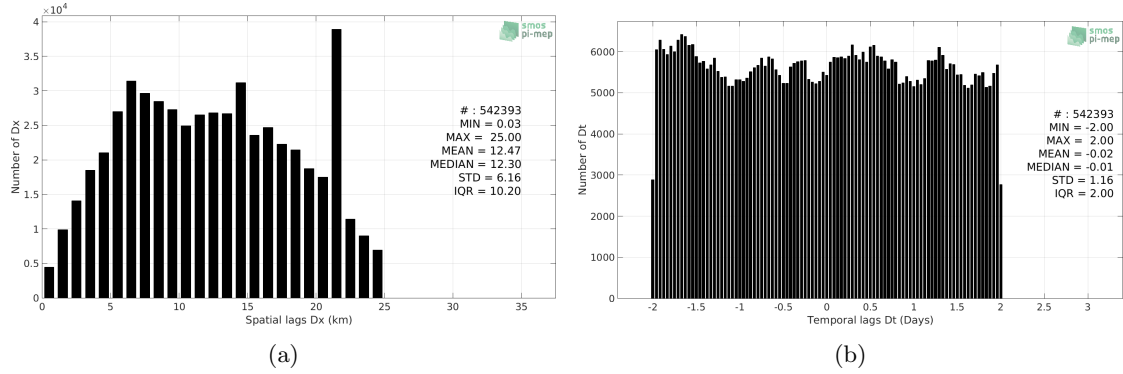 ×10⁴
4
3.5
3
2.5
2
1.5
1
0.5
0
Number of Dx
smos
pi-mep
# : 542393
MIN = 0.03
MAX = 25.00
MEAN = 12.47
MEDIAN = 12.30
STD = 6.16
IQR = 10.20
0 5 10 15 20 25 30 35
Spatial lags Dx (km)
(a)
6000
5000
4000
3000
2000
1000
0
Number of Dt
smos
pi-mep
# : 542393
MIN = -2.00
MAX = 2.00
MEAN = -0.02
MEDIAN = -0.01
STD = 1.16
IQR = 2.00
-2 -1.5 -1 -0.5 0 0.5 1 1.5 2 2.5 3
Temporal lags Dt (Days)
(b)